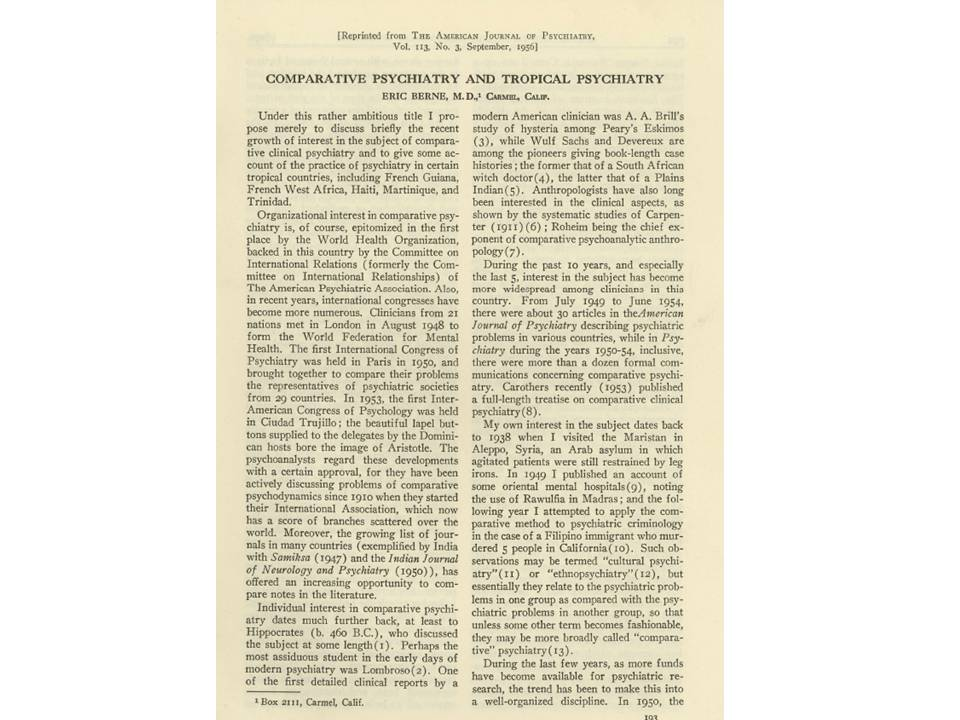 [Reprinted from THE AMERICAN JOURNAL OF PSYCHIATRY,
Vol. 113, No. 3, September, 1956]
COMPARATIVE PSYCHIATRY AND TROPICAL PSYCHIATRY
ERIC BERNE, M.D.,1 CARMEL, CALIF.
Under this rather ambitious title I pro-
pose merely to discuss briefly the recent
growth of interest in the subject of compara-
tive clinical psychiatry and to give some ac-
count of the practice of psychiatry in certain
tropical countries, including French Guiana,
French West Africa, Haiti, Martinique, and
Trinidad.
Organizational interest in comparative psy-
chiatry is, of course, epitomized in the first
place by the World Health Organization,
backed in this country by the Committee on
International Relations (formerly the Com-
mittee on International Relationships) of
The American Psychiatric Association. Also,
in recent years, international congresses have
become more numerous. Clinicians from 21
nations met in London in August 1948 to
form the World Federation for Mental
Health. The first International Congress of
Psychiatry was held in Paris in 1950, and
brought together to compare their problems
the representatives of psychiatric societies
from 29 countries. In 1953, the first Inter-
American Congress of Psychology was held
in Ciudad Trujillo; the beautiful lapel but-
tons supplied to the delegates by the Domini-
can hosts bore the image of Aristotle. The
psychoanalysts regard these developments
with a certain approval, for they have been
actively discussing problems of comparative
psychodynamics since 1910 when they started
their International Association, which now
has a score of branches scattered over the
world. Moreover, the growing list of jour-
nals in many countries (exemplified by India
with Samiksa (1947) and the Indian Journal
of Neurology and Psychiatry (1950)), has
offered an increasing opportunity to com-
pare notes in the literature.
Individual interest in comparative psychi-
atry dates much further back, at least to
Hippocrates (b. 460 B.C.), who discussed
the subject at some length(1). Perhaps the
most assiduous student in the early days of
modern psychiatry was Lombroso(2). One
of the first detailed clinical reports by a
1 Box 2111, Carmel, Calif.
modern American clinician was A. A. Brill's
study of hysteria among Peary's Eskimos
(3), while Wulf Sachs and Devereux are
among the pioneers giving book-length case
histories; the former that of a South African
witch doctor(4), the latter that of a Plains
Indian(5). Anthropologists have also long
been interested in the clinical aspects, as
shown by the systematic studies of Carpen-
ter (1911)(6); Roheim being the chief ex-
ponent of comparative psychoanalytic anthro-
pology(7).
During the past 10 years, and especially
the last 5, interest in the subject has become
more widespread among clinicians in this
country. From July 1949 to June 1954,
there were about 30 articles in theAmerican
Journal of Psychiatry describing psychiatric
problems in various countries, while in Psy-
chiatry during the years 1950-54, inclusive,
there were more than a dozen formal com-
munications concerning comparative psychi-
atry. Carothers recently (1953) published
a full-length treatise on comparative clinical
psychiatry(8).
My own interest in the subject dates back
to 1938 when I visited the Maristan in
Aleppo, Syria, an Arab asylum in which
agitated patients were still restrained by leg
irons. In 1949 I published an account of
some oriental mental hospitals(9), noting
the use of Rawulfia in Madras; and the fol-
lowing year I attempted to apply the com-
parative method to psychiatric criminology
in the case of a Filipino immigrant who mur-
dered 5 people in California(10). Such ob-
servations may be termed "cultural psychi-
atry"(11) or "ethnopsychiatry"(12), but
essentially they relate to the psychiatric prob-
lems in one group as compared with the psy-
chiatric problems in another group, so that
unless some other term becomes fashionable,
they may be more broadly called "compara-
tive" psychiatry(13).
During the last few years, as more funds
have become available for psychiatric re-
search, the trend has been to make this into
a well-organized discipline. In 1950, the
193